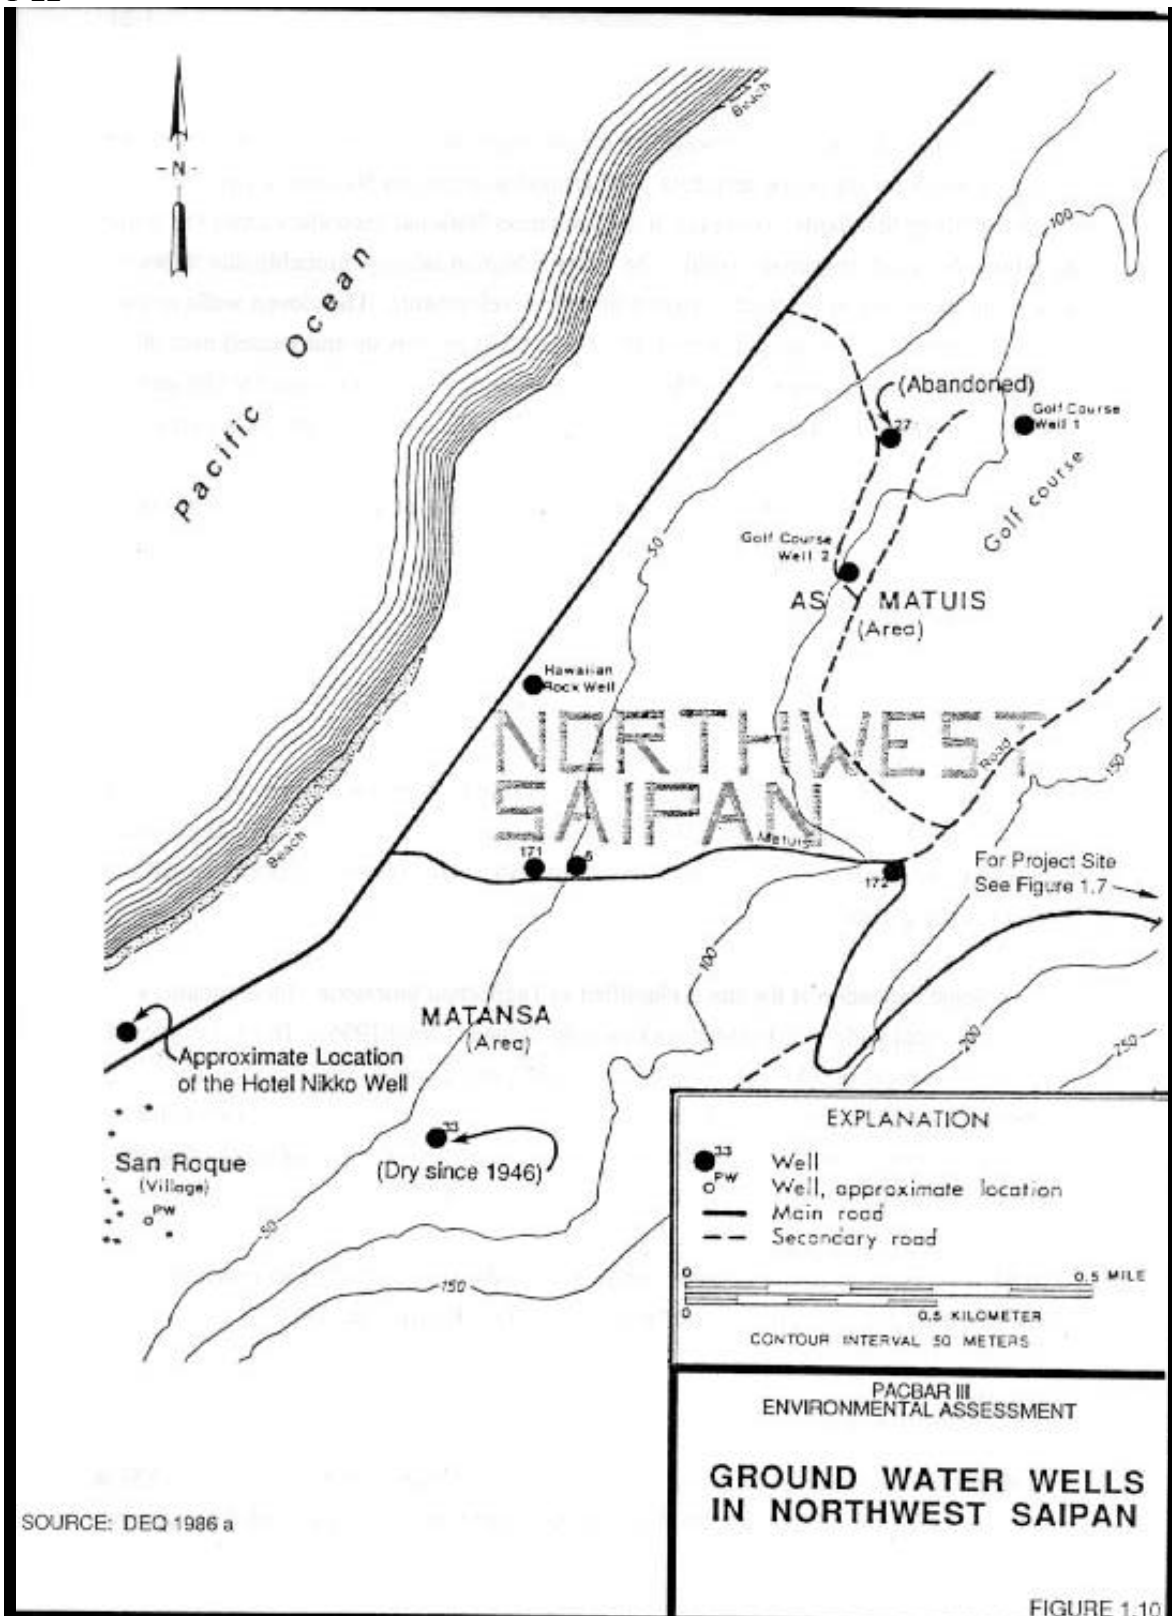 Beach
- N -
Pacific Ocean
100
(Abandoned)
27
Golf Course
Well 1
Golf course
50
Golf Course
Well 2
AS MATUIS
(Area)
Hawaiian
Rock Well
NORTHWEST
SAIPAN
Road
150
Matuis
Beach
171
5
172
For Project Site
See Figure 1.7
100
MATANSA
(Area)
200
250
Approximate Location
of the Hotel Nikko Well
33
(Dry since 1946)
San Roque
(Village)
PW
50
150
EXPLANATION
33 Well
PW Well, approximate location
Main road
Secondary road
0 0.5 MILE
0 0.5 KILOMETER
CONTOUR INTERVAL 50 METERS
PACBAR III
ENVIRONMENTAL ASSESSMENT
GROUND WATER WELLS
IN NORTHWEST SAIPAN
SOURCE: DEQ 1986 a
FIGURE 1.10